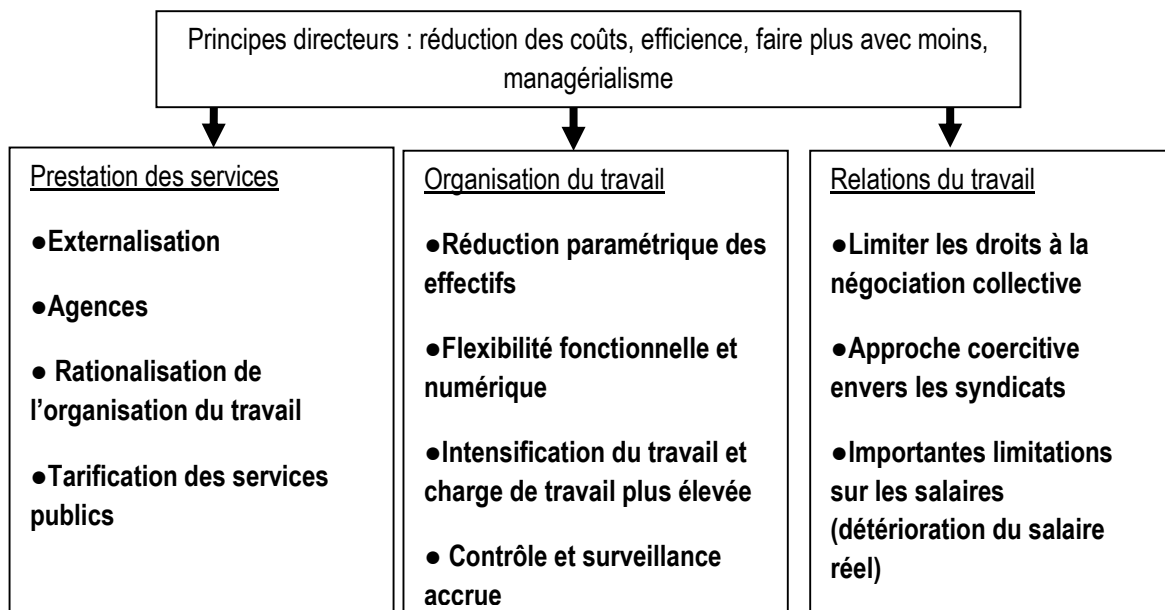 Principes directeurs : réduction des coûts, efficience, faire plus avec moins,
managérialisme
Prestation des services
●Externalisation
●Agences
● Rationalisation de
l’organisation du travail
●Tarification des services
publics
Organisation du travail
●Réduction paramétrique des
effectifs
●Flexibilité fonctionnelle et
numérique
●Intensification du travail et
charge de travail plus élevée
● Contrôle et surveillance
accrue
Relations du travail
●Limiter les droits à la
négociation collective
●Approche coercitive
envers les syndicats
●Importantes limitations
sur les salaires
(détérioration du salaire
réel)